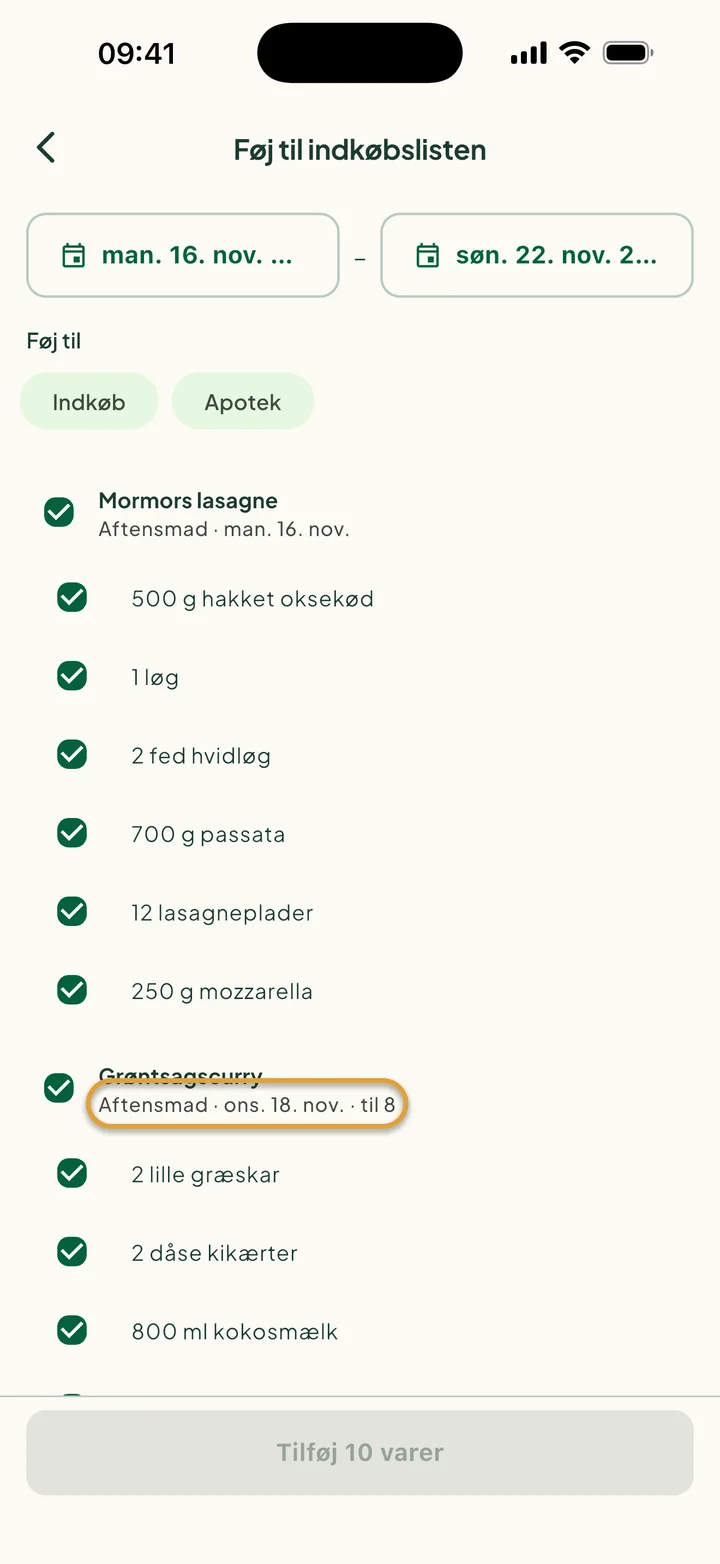 09:41
Føj til indkøbslisten
man. 16. nov. ... – søn. 22. nov. 2...
Føj til
Indkøb Apotek
Mormors lasagne
Aftensmad · man. 16. nov.
500 g hakket oksekød
1 løg
2 fed hvidløg
700 g passata
12 lasagneplader
250 g mozzarella
Grøntsagscurry
Aftensmad · ons. 18. nov. · til 8
2 lille græskar
2 dåse kikærter
800 ml kokosmælk
Tilføj 10 varer